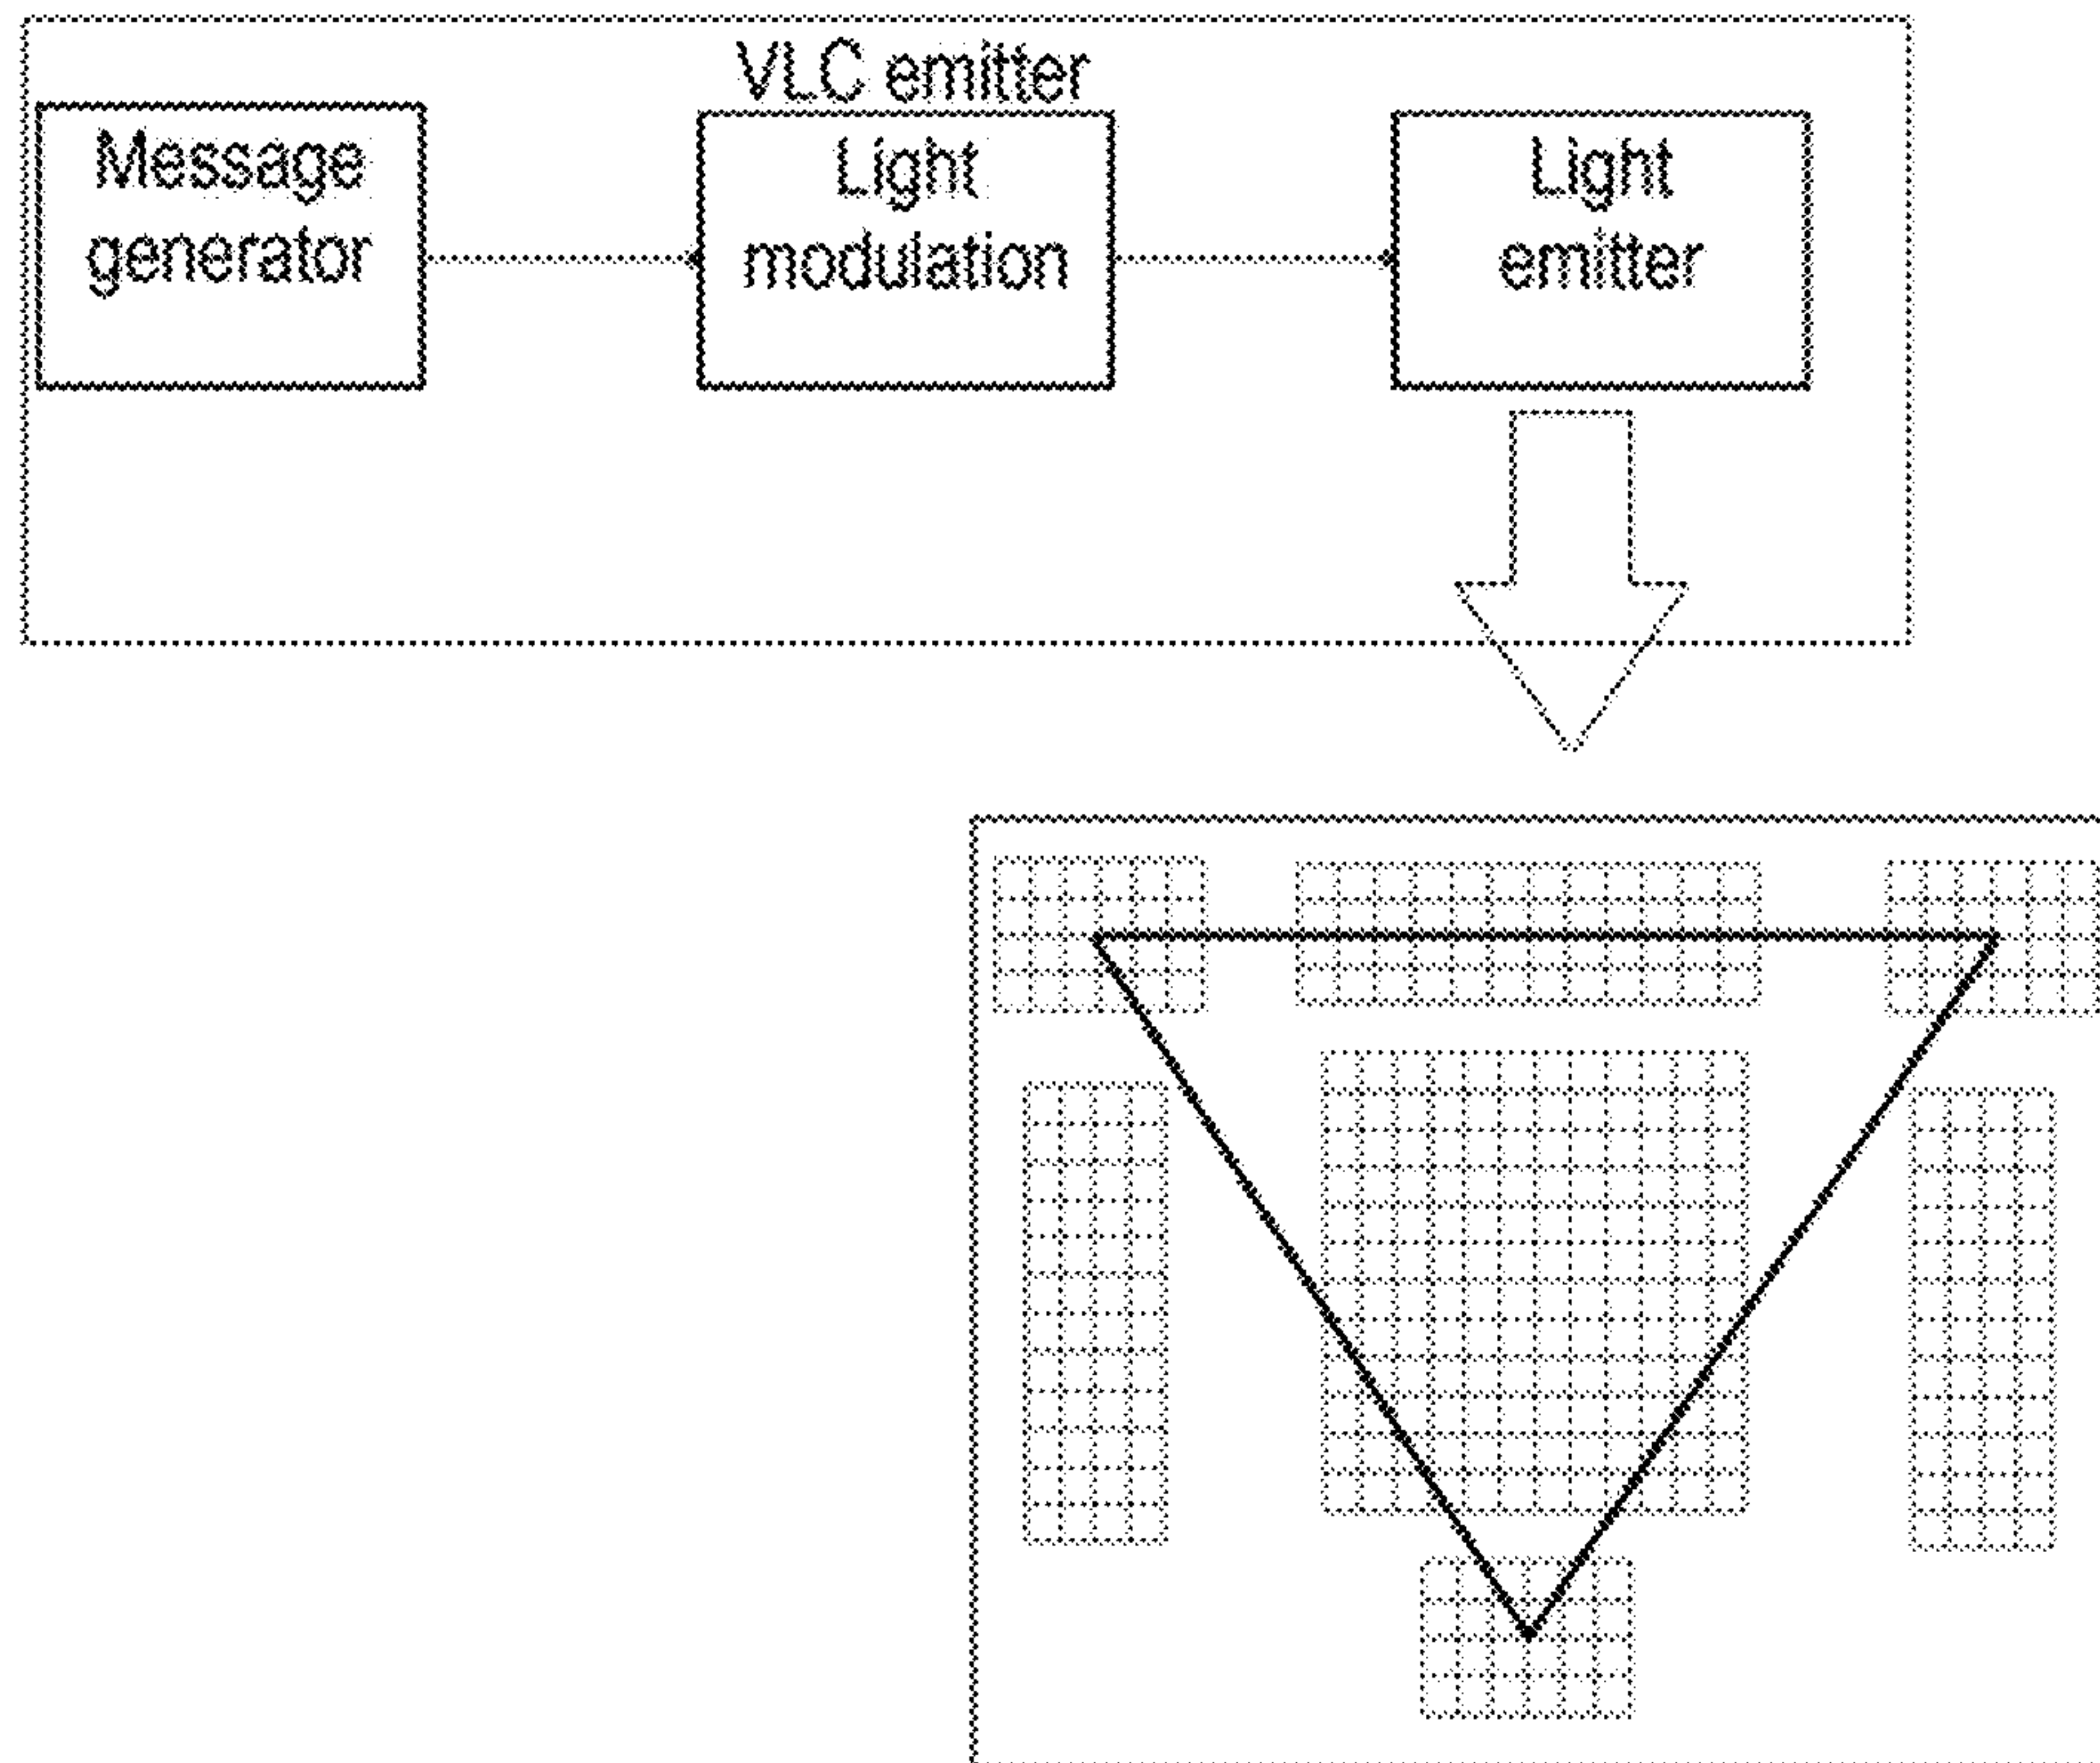 VLC emitter
Message
generator
Light
modulation
Light
emitter